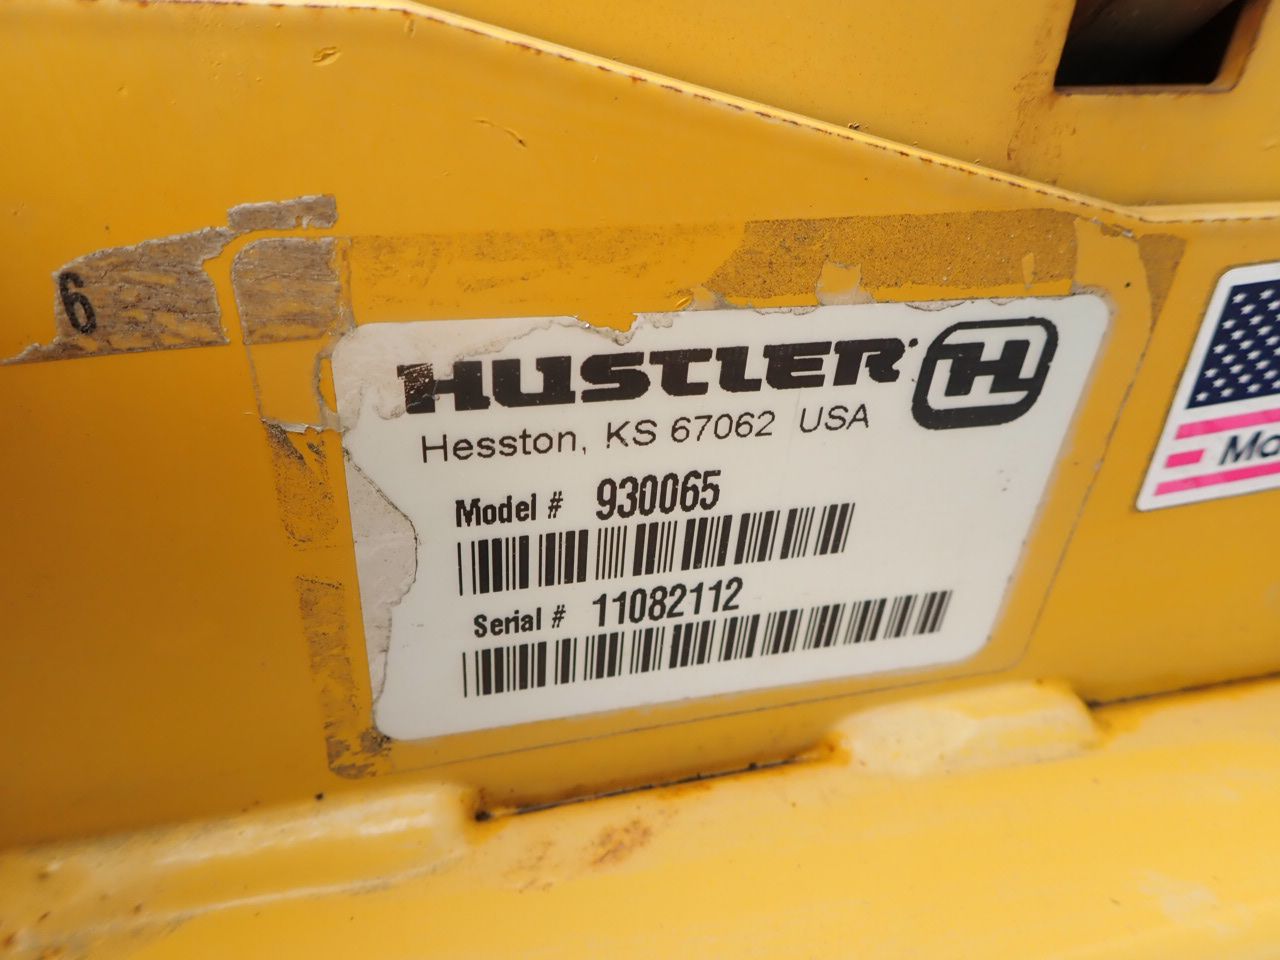 6
HUSTLER H
Hesston, KS 67062 USA
Model # 930065
Serial # 11082112